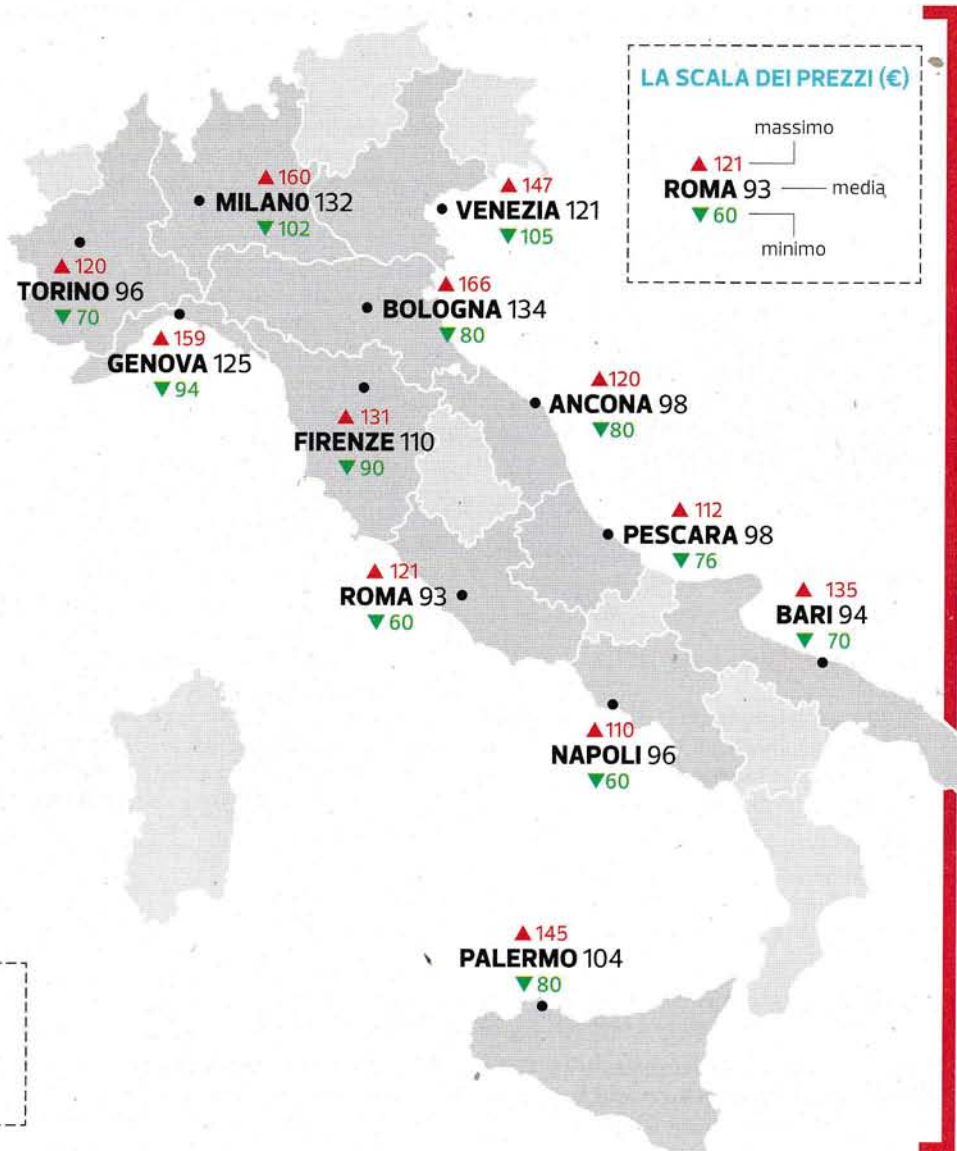 LA SCALA DEI PREZZI (€)
massimo
▲ 121
ROMA 93 media
▼ 60
minimo
▲ 160
MILANO 132
▼ 102
▲ 147
VENEZIA 121
▼ 105
▲ 120
TORINO 96
▼ 70
▲ 166
BOLOGNA 134
▼ 80
▲ 159
GENOVA 125
▼ 94
▲ 131
FIRENZE 110
▼ 90
▲ 120
ANCONA 98
▼ 80
▲ 112
PESCARA 98
▼ 76
▲ 121
ROMA 93
▼ 60
▲ 135
BARI 94
▼ 70
▲ 110
NAPOLI 96
▼ 60
▲ 145
PALERMO 104
▼ 80